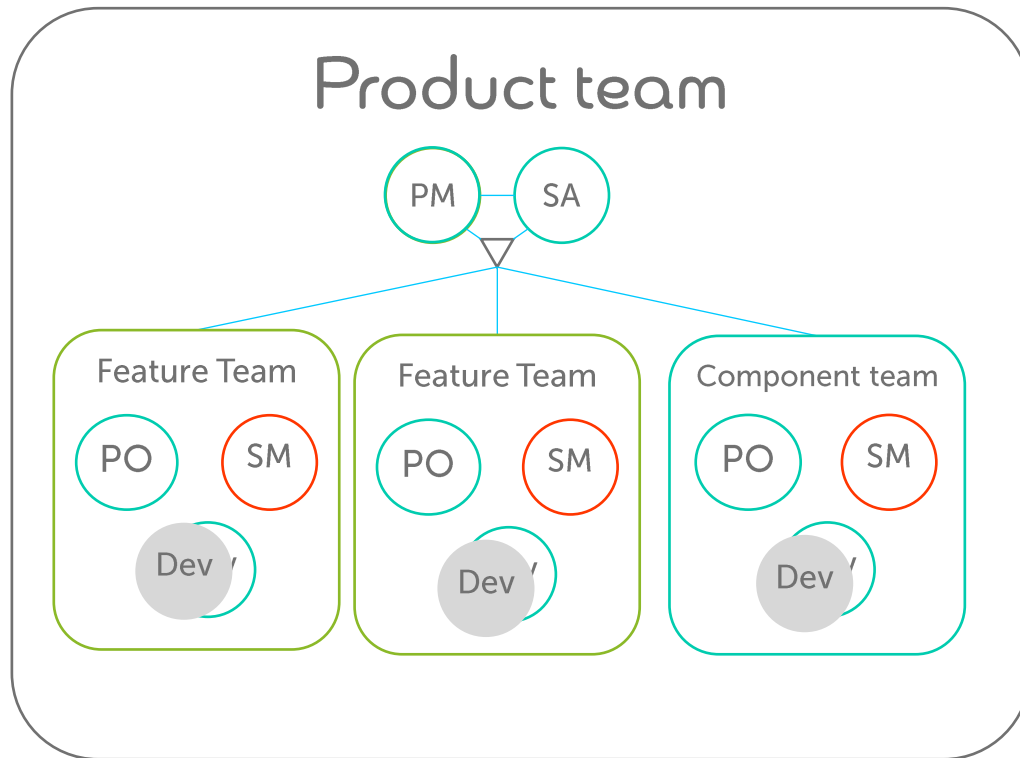 Product team
PM SA
Feature Team Feature Team Component team
PO SM PO SM PO SM
Dev Dev Dev